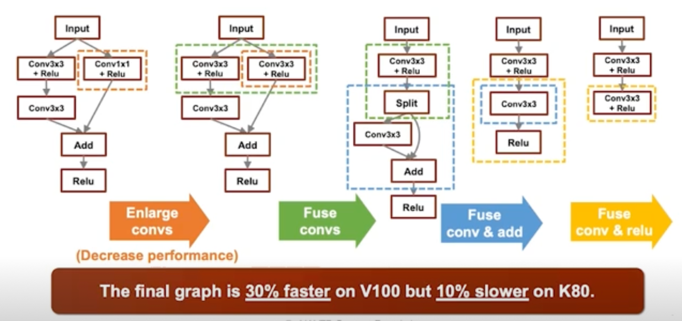 Input
Conv3x3
+ Relu
Conv1x1
+ Relu
Conv3x3
Add
Relu
Input
Conv3x3
+ Relu
Conv3x3
+ Relu
Conv3x3
Add
Relu
Input
Conv3x3
+ Relu
Split
Conv3x3
Add
Relu
Input
Conv3x3
+ Relu
Conv3x3
Relu
Input
Conv3x3
+ Relu
Conv3x3
+ Relu
Enlarge
convs
(Decrease performance)
Fuse
convs
Fuse
conv & add
Fuse
conv & relu
The final graph is 30% faster on V100 but 10% slower on K80.